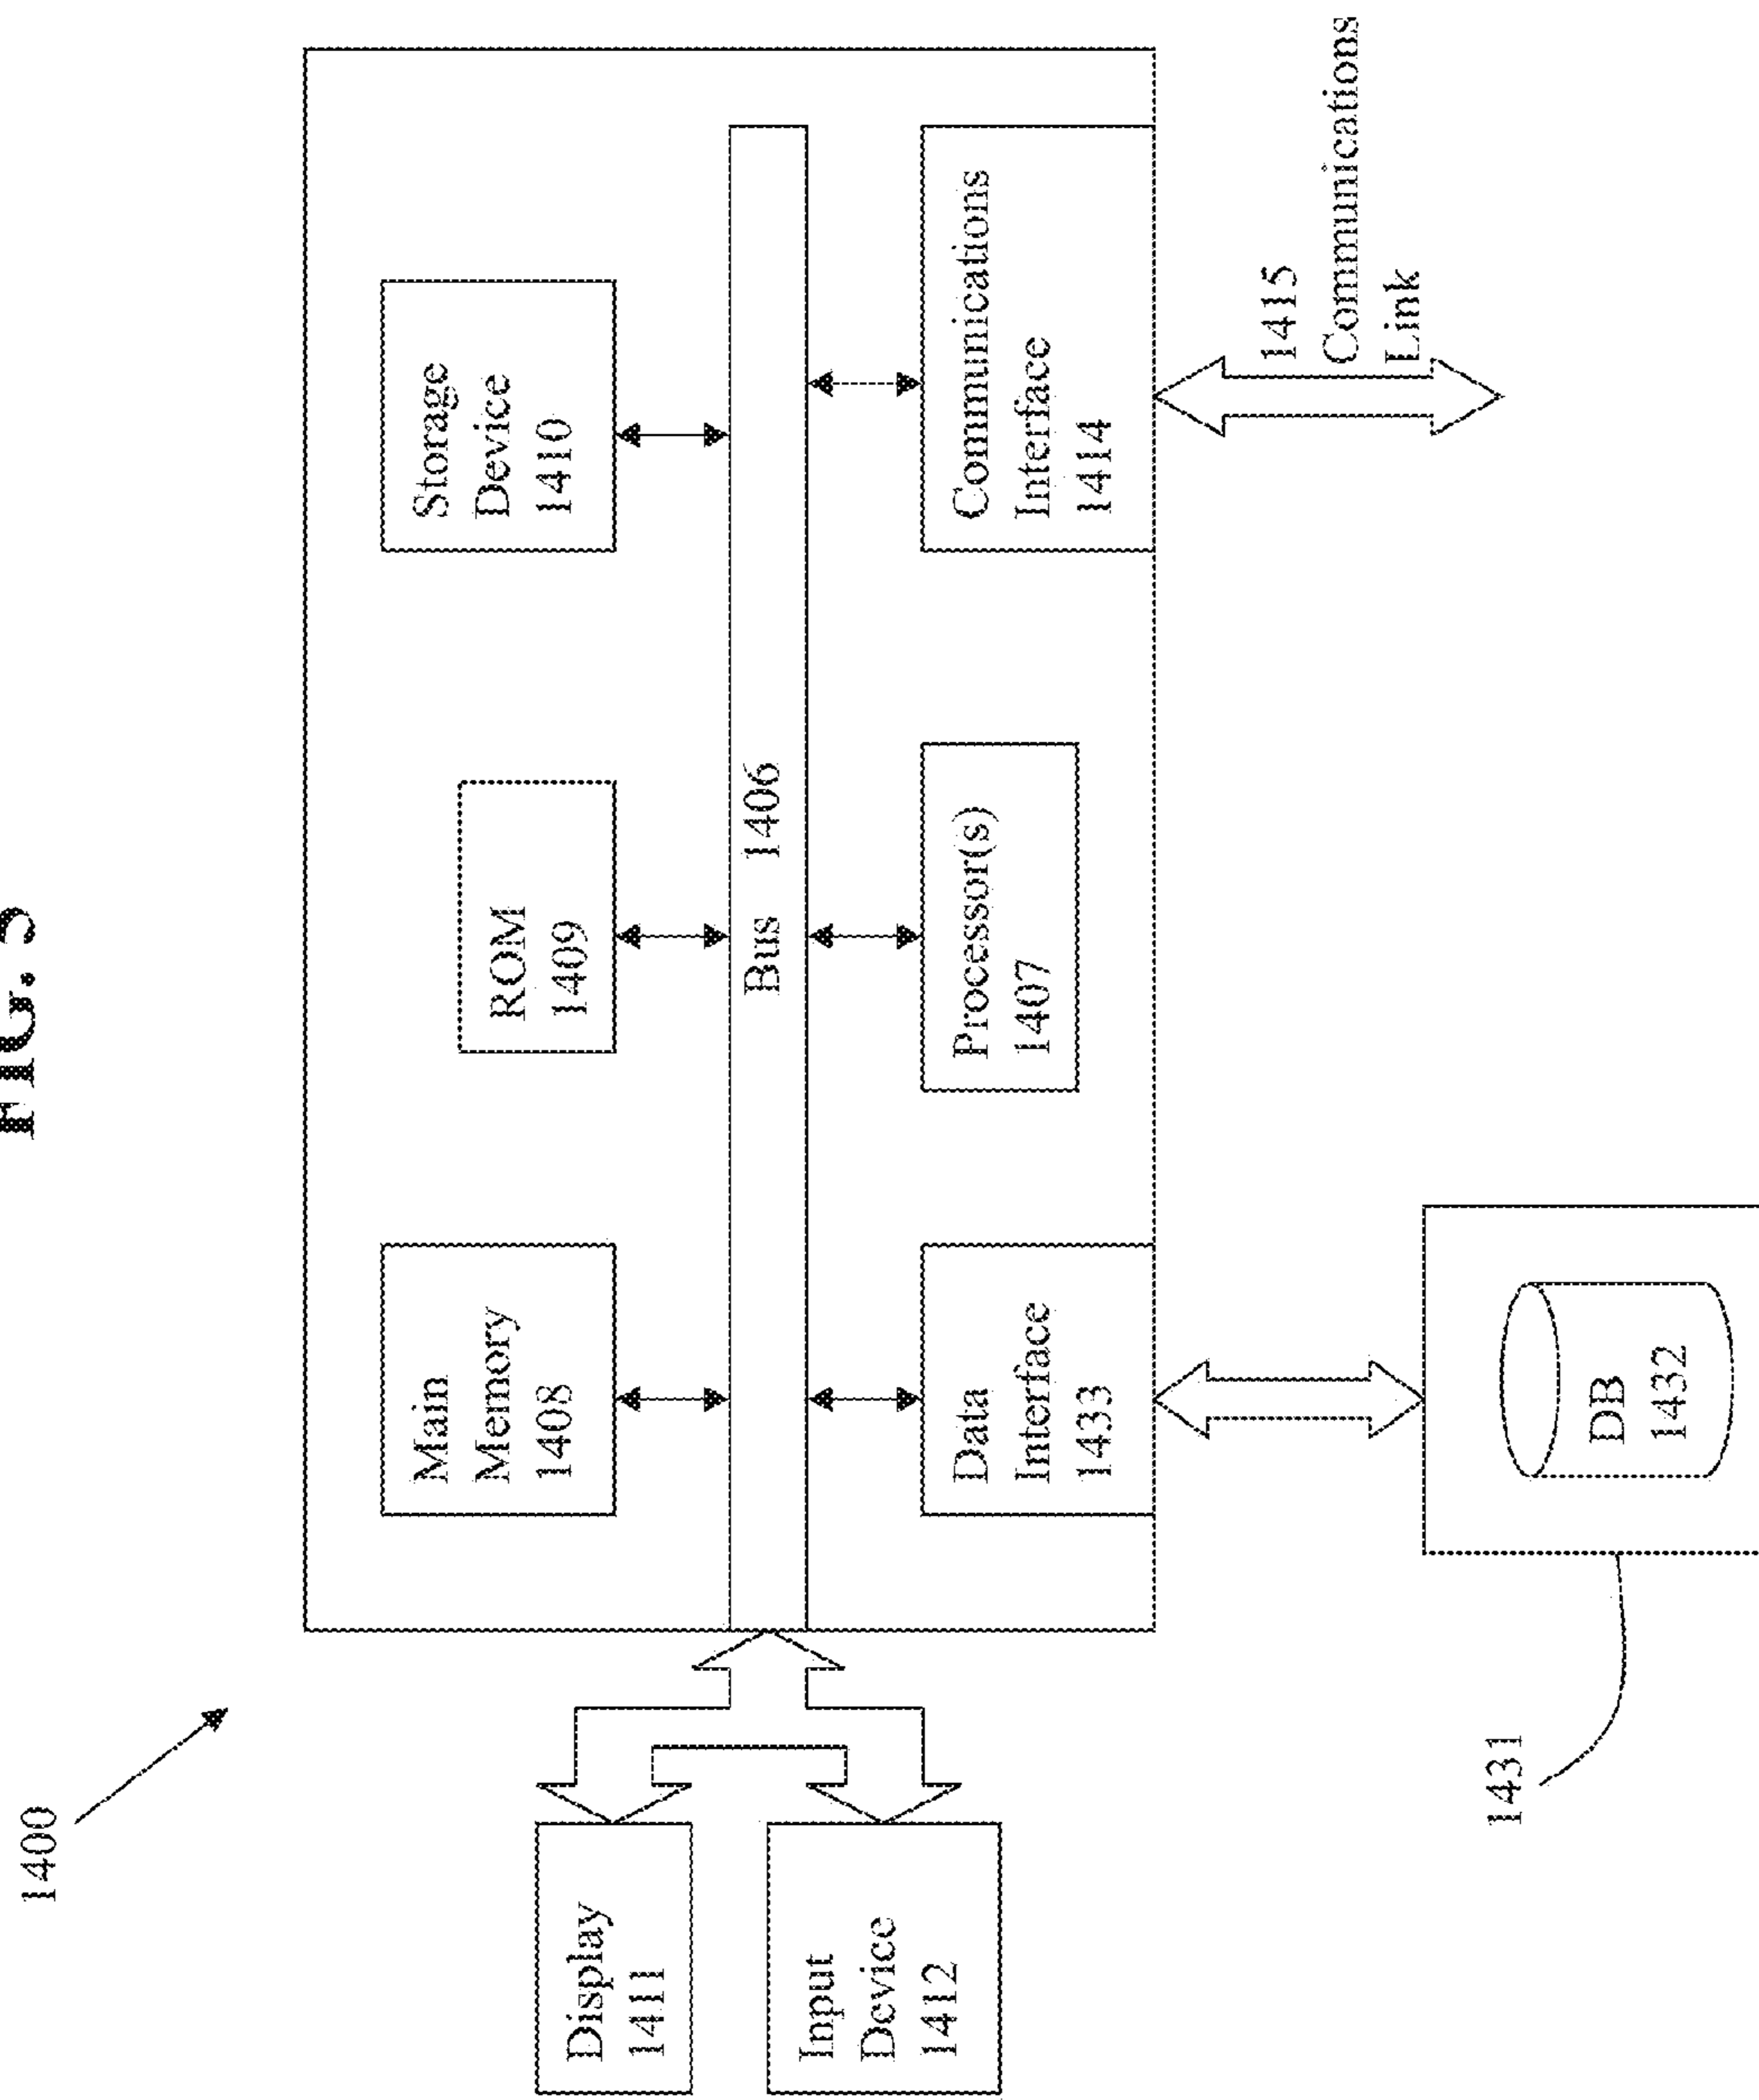 FIG.
1400
Main
Memory
1408
ROM
1409
Storage
Device
1410
Display
1411
Bus 1406
Input
Device
1412
Data
Interface
1433
Processor(s)
1407
Communications
Interface
1414
1415
Communications
Link
1431
DB
1432